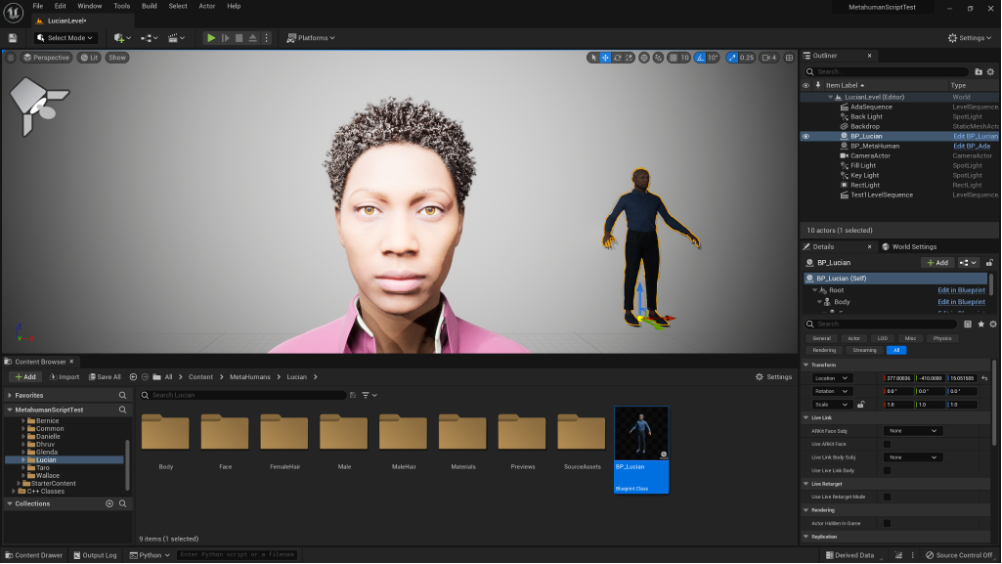 File Edit Window Tools Build Select Actor Help
MetahumanScriptTest
LucianLevel*
Select Mode
Platforms
Settings
Perspective Lit Show
10 10° 0.25 4
Outliner
Search...
Item Label Type
LucianLevel (Editor) World
AdaSequence LevelSequence
Back Light SpotLight
Backdrop StaticMeshActo
BP_Lucian Edit BP_Lucian
BP_MetaHuman Edit BP_Ada
CameraActor CameraActor
Fill Light SpotLight
Key Light SpotLight
RectLight RectLight
Test1LevelSequence LevelSequence
10 actors (1 selected)
Details World Settings
BP_Lucian + Add
BP_Lucian (Self)
Root Edit in Blueprint
Body Edit in Blueprint
Search
General Actor LOD Misc Physics
Rendering Streaming All
Transform
Location
Rotation 0.0° 0.0° 0.0°
Scale 1.0 1.0 1.0
Live Link
ARKit Face Subj None
Use ARKit Face
Live Link Body Subj None
Use Live Link Body
Live Retarget
Use Live Retarget Mode
Rendering
Actor Hidden In Game
Replication
Content Browser
+ Add Import Save All All > Content > MetaHumans > Lucian > Settings
Favorites
Search Lucian
MetahumanScriptTest
Bernice
Common
Danielle
Dhruv
Glenda
Lucian
Taro
Wallace
StarterContent
C++ Classes
Collections
Body Face FemaleHair Male MaleHair Materials Previews SourceAssets BP_Lucian
Blueprint Class
9 items (1 selected)
Content Drawer Output Log Python Enter Python script or a filename Derived Data Source Control Off